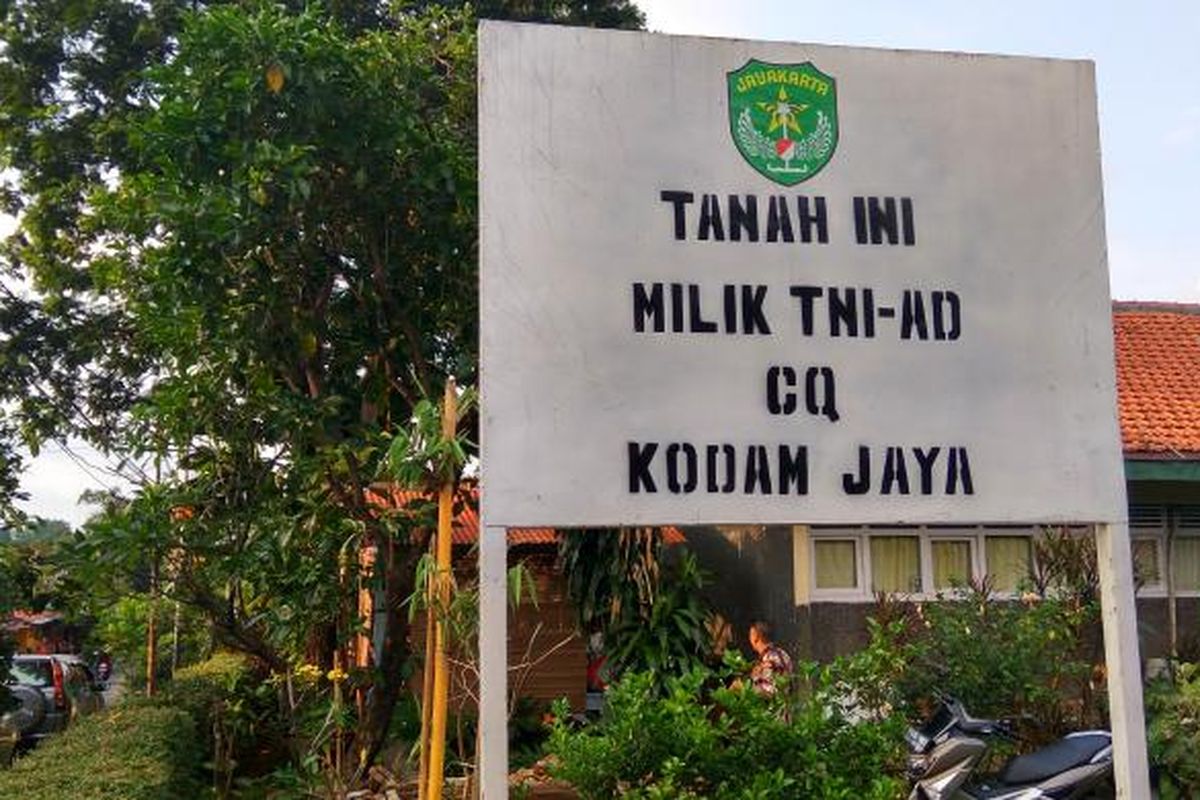 JAYAKARTA
TANAH INI
MILIK TNI-AD
CQ
KODAM JAYA